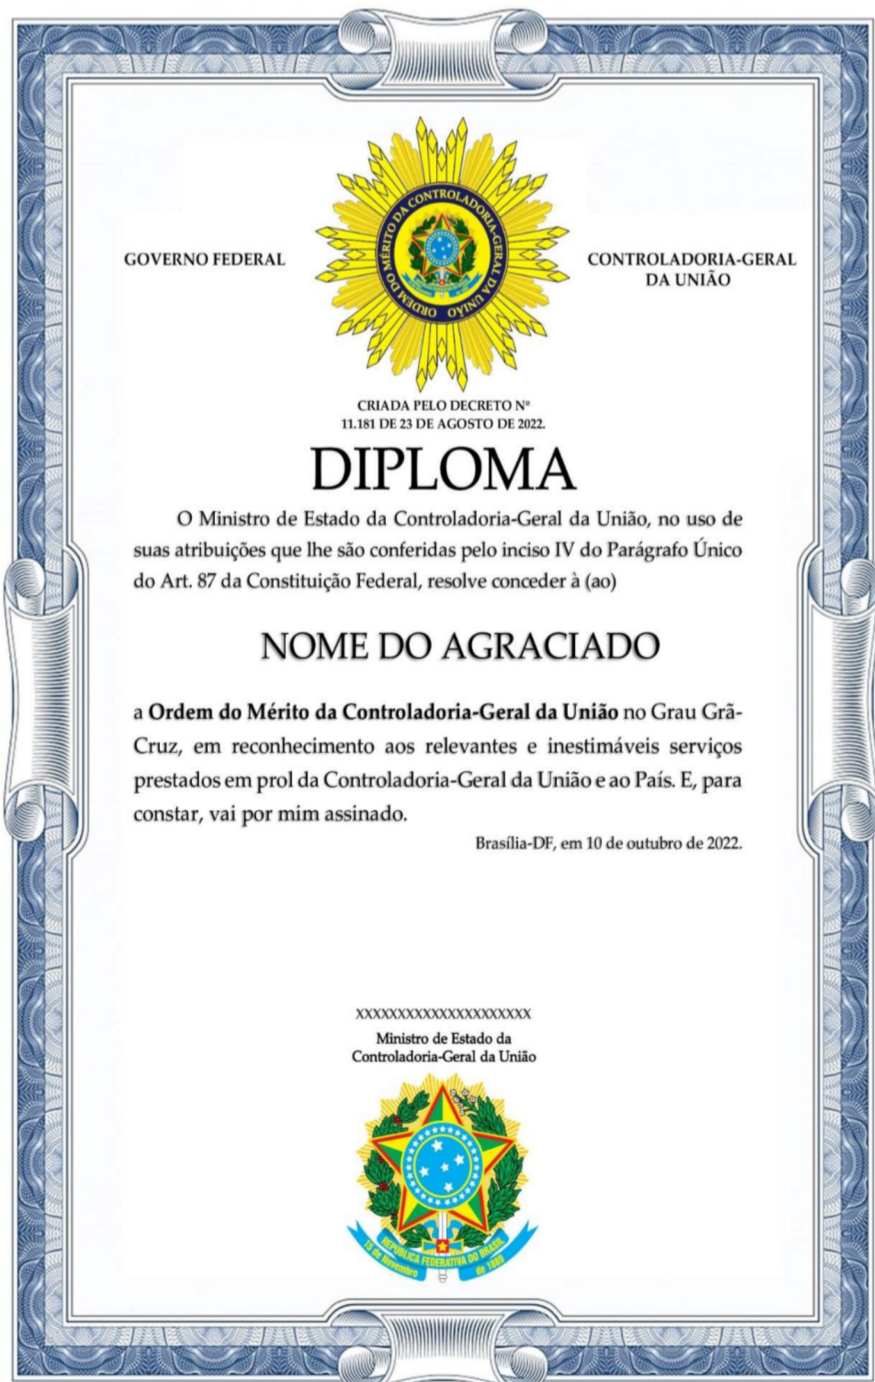 ORDEM DO MÉRITO DA CONTROLADORIA-GERAL DA UNIÃO
GOVERNO FEDERAL
CONTROLADORIA-GERAL
DA UNIÃO
CRIADA PELO DECRETO Nº
11.181 DE 23 DE AGOSTO DE 2022.
DIPLOMA
O Ministro de Estado da Controladoria-Geral da União, no uso de
suas atribuições que lhe são conferidas pelo inciso IV do Parágrafo Único
do Art. 87 da Constituição Federal, resolve conceder à (ao)
NOME DO AGRACIADO
a Ordem do Mérito da Controladoria-Geral da União no Grau Grã-
Cruz, em reconhecimento aos relevantes e inestimáveis serviços
prestados em prol da Controladoria-Geral da União e ao País. E, para
constar, vai por mim assinado.
Brasília-DF, em 10 de outubro de 2022.
XXXXXXXXXXXXXXXXXXXXX
Ministro de Estado da
Controladoria-Geral da União
REPÚBLICA FEDERATIVA DO BRASIL
15 de Novembro de 1889